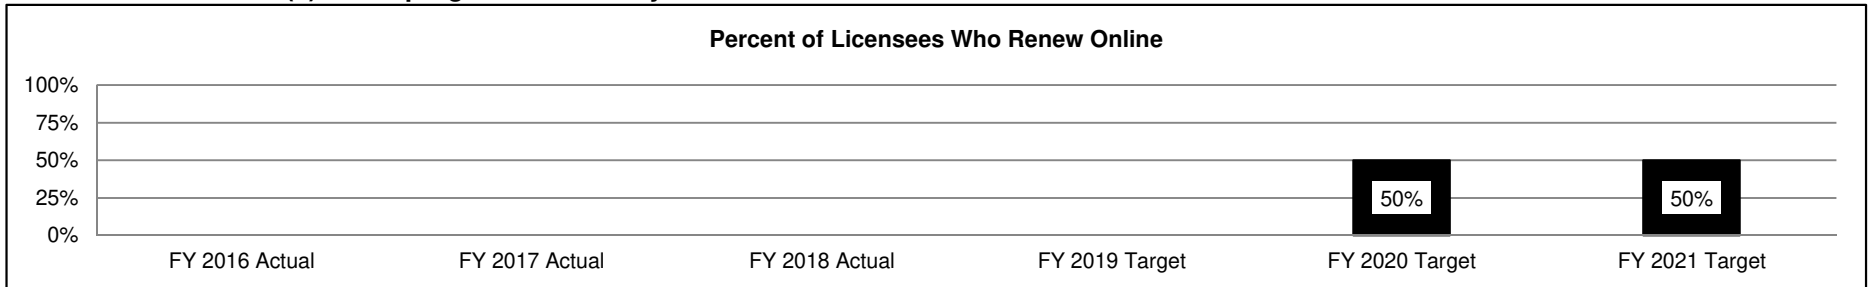 Percent of Licensees Who Renew Online
100%
75%
50%
25%
0%
50%
50%
FY 2016 Actual
FY 2017 Actual
FY 2018 Actual
FY 2019 Target
FY 2020 Target
FY 2021 Target